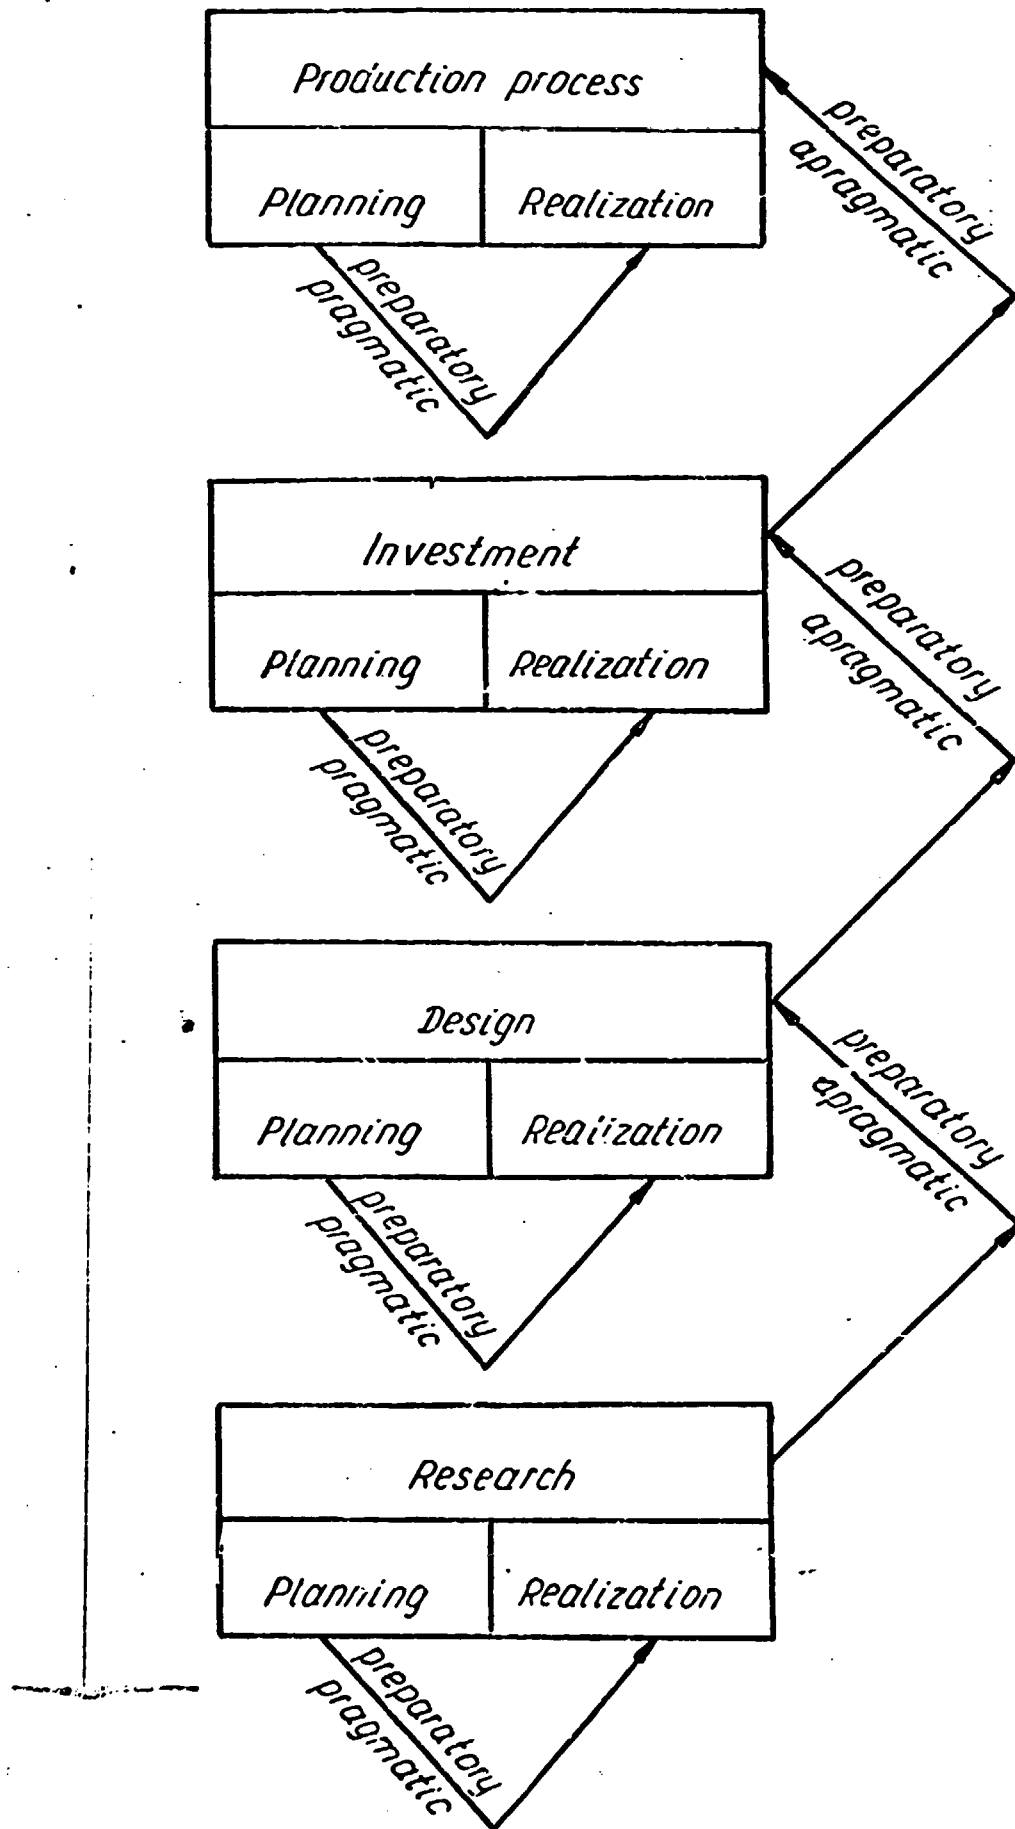 Production process
Planning
Realization
preparatory
apragmatic
preparatory
pragmatic
Investment
Planning
Realization
preparatory
apragmatic
preparatory
pragmatic
Design
Planning
Realization
preparatory
apragmatic
preparatory
pragmatic
Research
Planning
Realization
preparatory
pragmatic